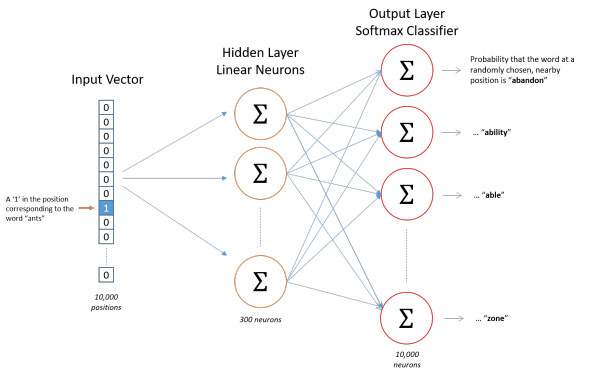 Output Layer
Softmax Classifier
Hidden Layer
Linear Neurons
Input Vector
0
0
0
0
0
0
0
1
0
0
0
A ‘1’ in the position
corresponding to the
word “ants”
10,000
positions
Σ
Σ
Σ
300 neurons
Σ
Σ
Σ
Σ
10,000
neurons
Probability that the word at a
randomly chosen, nearby
position is “abandon”
… “ability”
… “able”
… “zone”